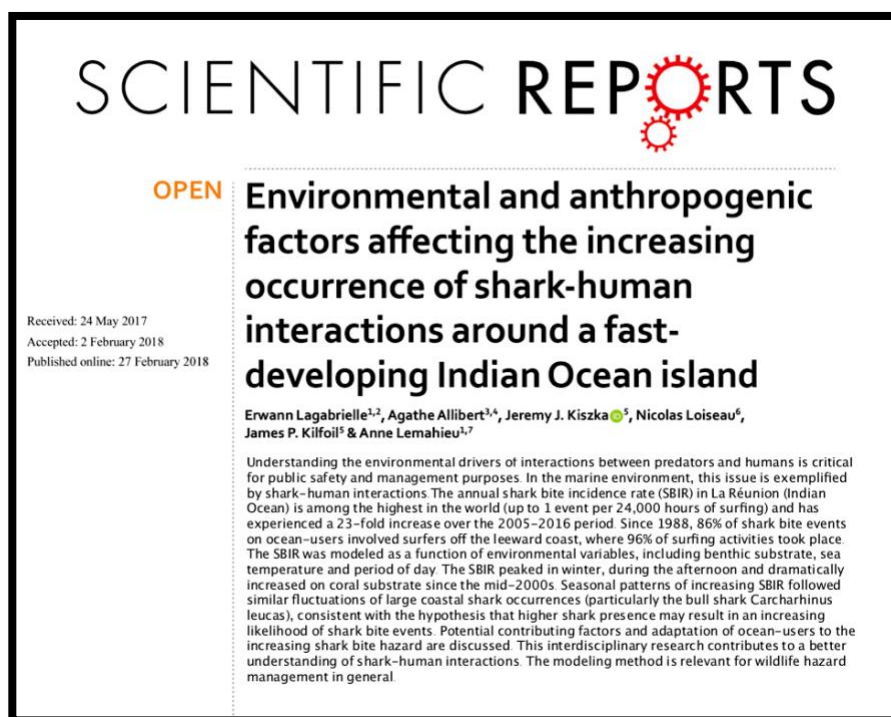 SCIENTIFIC REPORTS
OPEN
Environmental and anthropogenic
factors affecting the increasing
occurrence of shark-human
interactions around a fast-
developing Indian Ocean island
Received: 24 May 2017
Accepted: 2 February 2018
Published online: 27 February 2018
Erwann Lagabrielle1,2, Agathe Allibert3,4, Jeremy J. Kiszka iD 5, Nicolas Loiseau6,
James P. Kilfoil5 & Anne Lemahieu1,7
Understanding the environmental drivers of interactions between predators and humans is critical
for public safety and management purposes. In the marine environment, this issue is exemplified
by shark-human interactions. The annual shark bite incidence rate (SBIR) in La Réunion (Indian
Ocean) is among the highest in the world (up to 1 event per 24,000 hours of surfing) and has
experienced a 23-fold increase over the 2005-2016 period. Since 1988, 86% of shark bite events
on ocean-users involved surfers off the leeward coast, where 96% of surfing activities took place.
The SBIR was modeled as a function of environmental variables, including benthic substrate, sea
temperature and period of day. The SBIR peaked in winter, during the afternoon and dramatically
increased on coral substrate since the mid-2000s. Seasonal patterns of increasing SBIR followed
similar fluctuations of large coastal shark occurrences (particularly the bull shark Carcharhinus
leucas), consistent with the hypothesis that higher shark presence may result in an increasing
likelihood of shark bite events. Potential contributing factors and adaptation of ocean-users to the
increasing shark bite hazard are discussed. This interdisciplinary research contributes to a better
understanding of shark-human interactions. The modeling method is relevant for wildlife hazard
management in general.